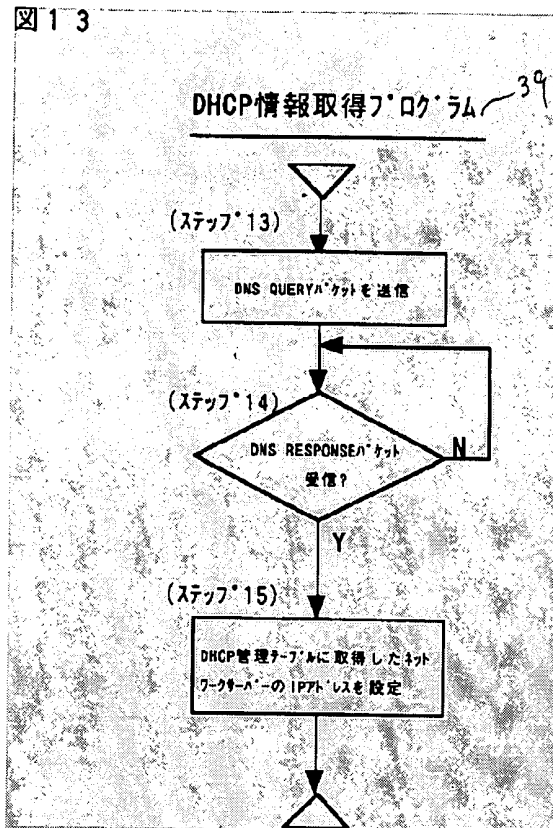 図13
DHCP情報取得プログラム
39
(ステップ13)
DNS QUERYパケットを送信
(ステップ14)
DNS RESPONSEパケット
受信?
N
Y
(ステップ15)
DHCP管理テーブルに取得したネット
ワークサーバーのIPアドレスを設定